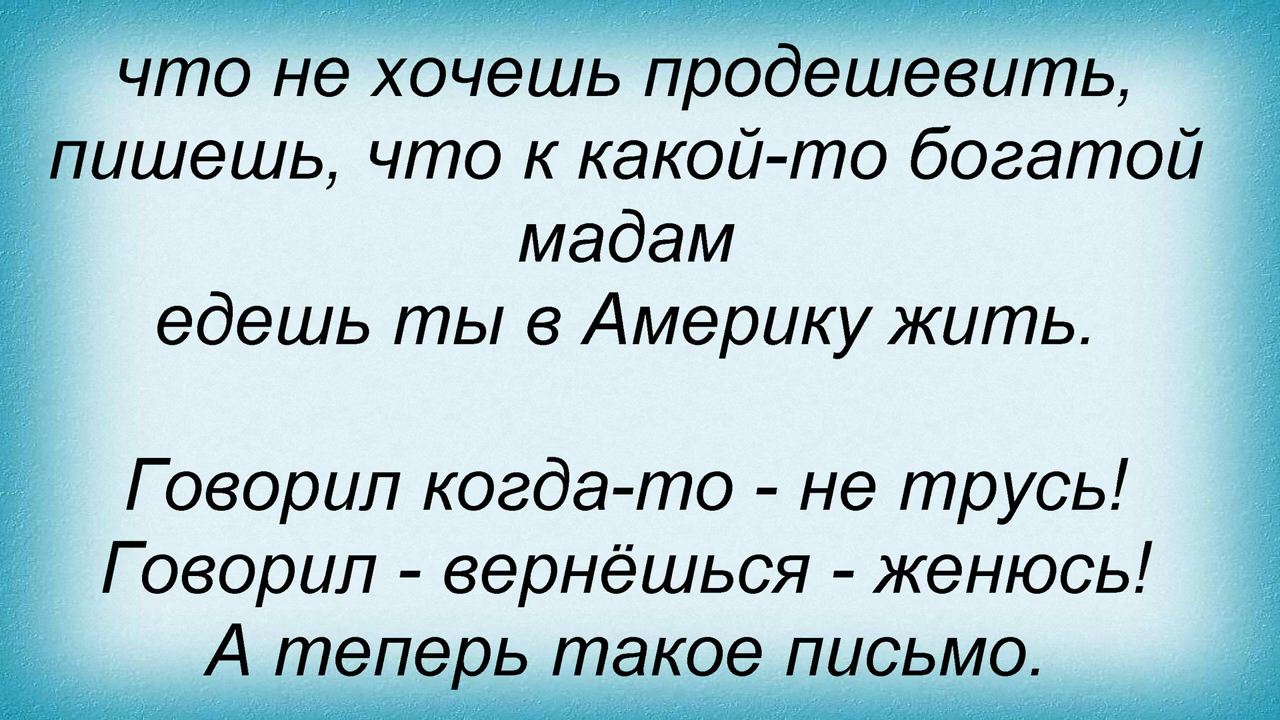 что не хочешь продешевить,
пишешь, что к какой-то богатой
мадам
едешь ты в Америку жить.
Говорил когда-то - не трусь!
Говорил - вернёшься - женюсь!
А теперь такое письмо.